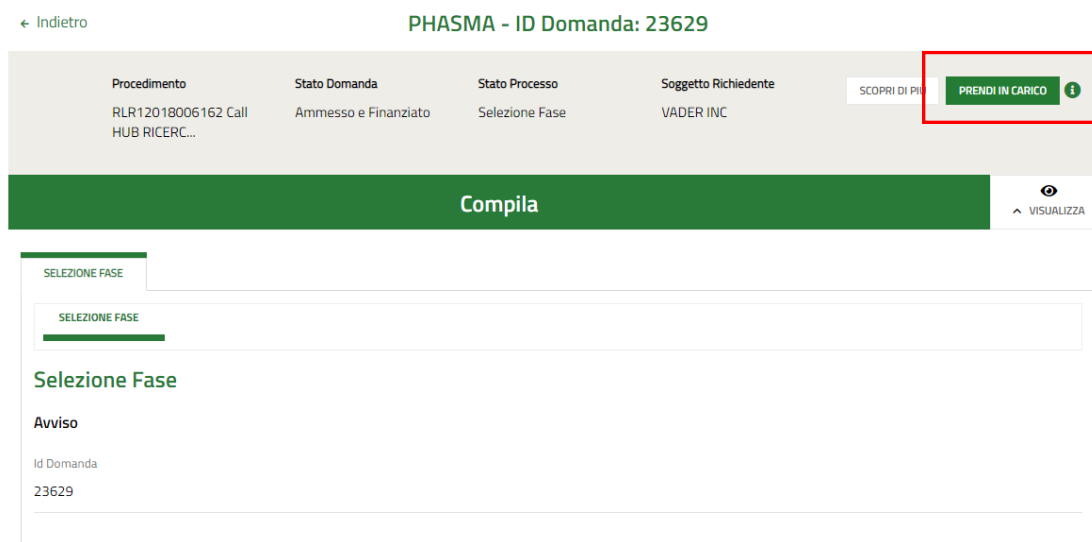 ← Indietro
PHASMA - ID Domanda: 23629
Procedimento
Stato Domanda
Stato Processo
Soggetto Richiedente
RLR12018006162 Call
HUB RICERC...
Ammesso e Finanziato
Selezione Fase
VADER INC
SCOPRI DI PIÙ
PRENDI IN CARICO
Compila
VISUALIZZA
SELEZIONE FASE
SELEZIONE FASE
Selezione Fase
Avviso
Id Domanda
23629